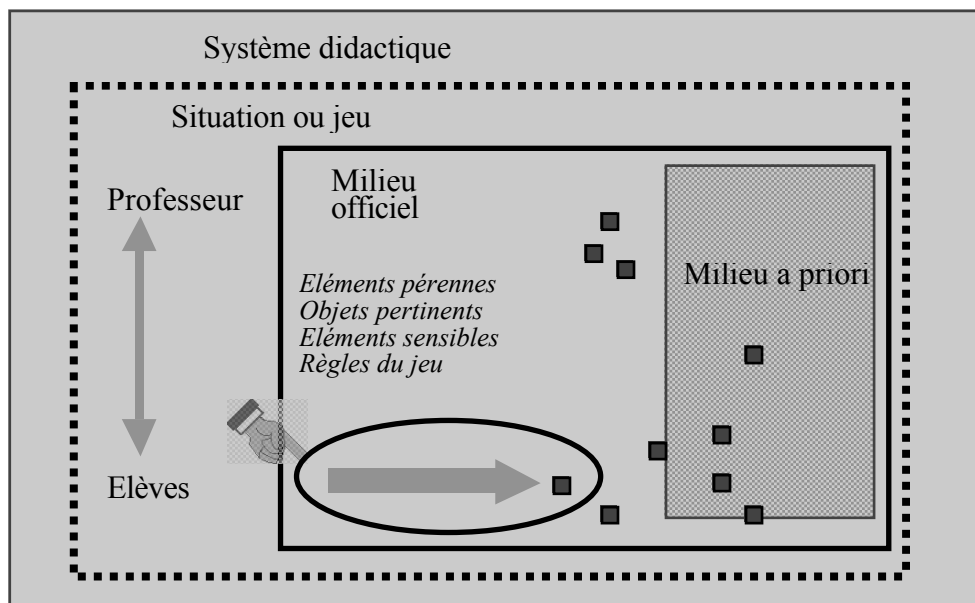 Système didactique
Situation ou jeu
Professeur
Milieu
officiel
Eléments pérennes
Objets pertinents
Eléments sensibles
Règles du jeu
Milieu a priori
Elèves